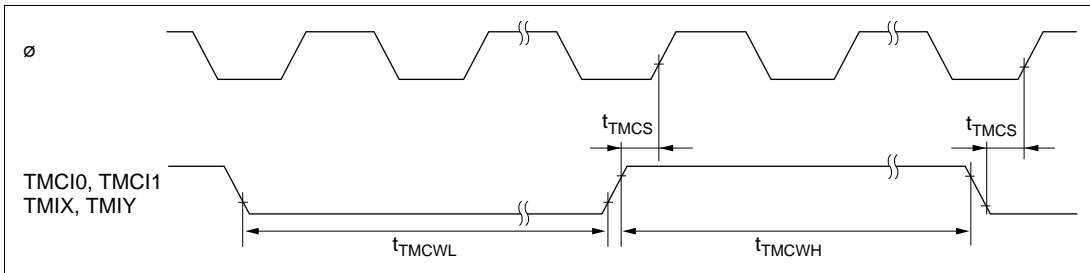 ø
tTMCS
tTMCS
TMCI0, TMCI1
TMIX, TMIY
tTMCWL
tTMCWH